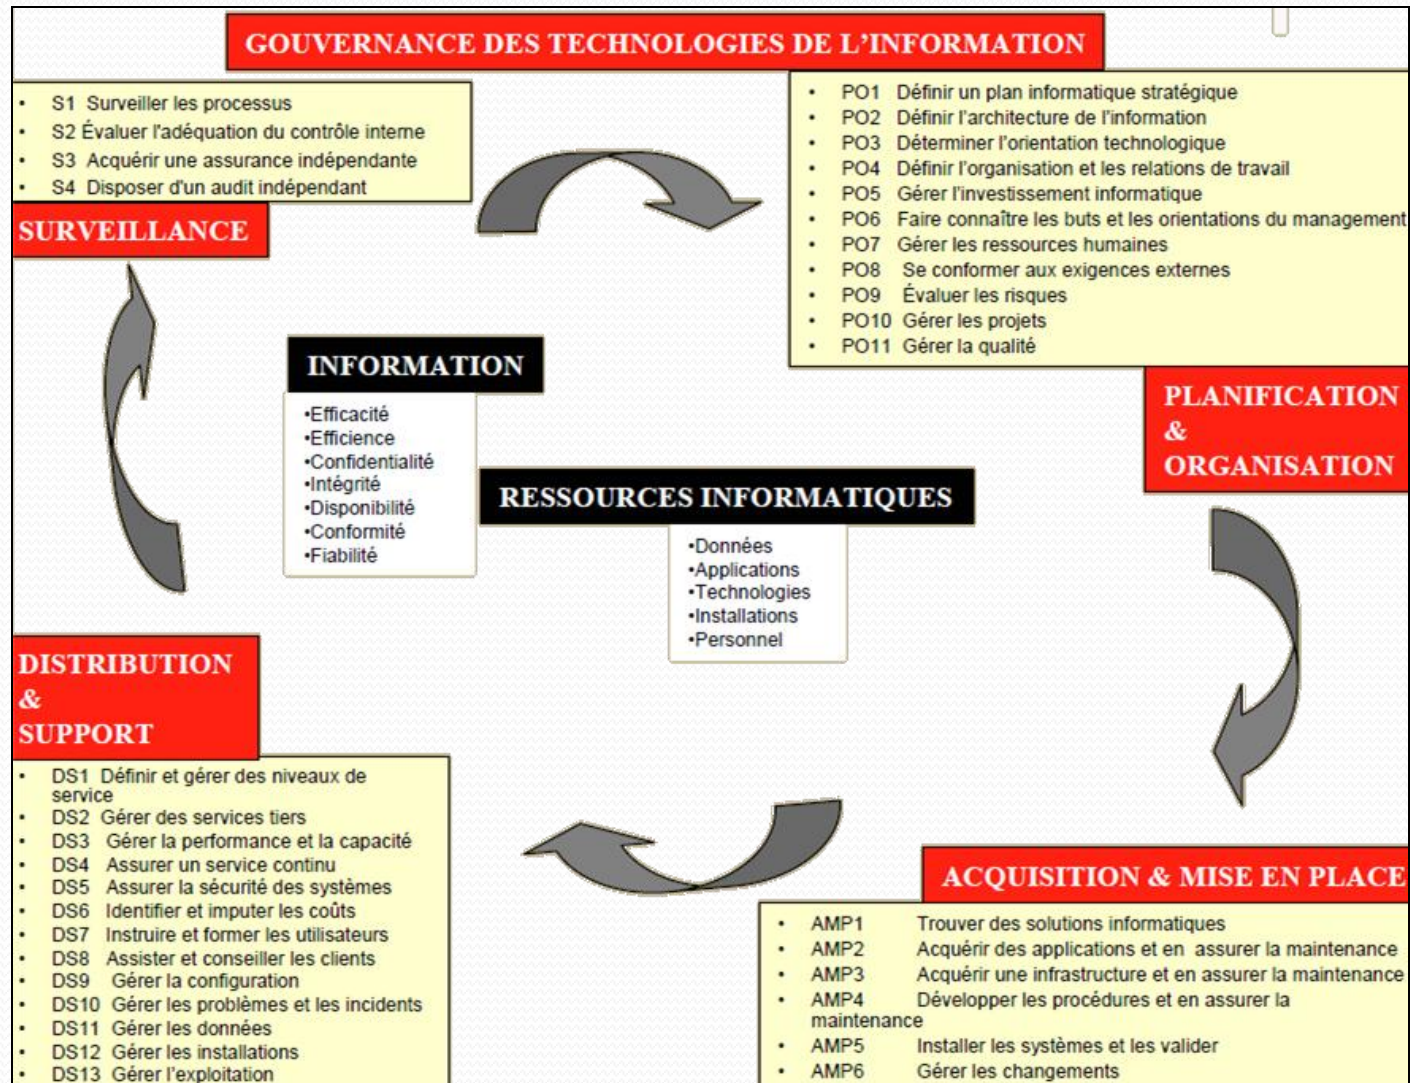 GOUVERNANCE DES TECHNOLOGIES DE L'INFORMATION
• S1 Surveiller les processus
• S2 Évaluer l'adéquation du contrôle interne
• S3 Acquérir une assurance indépendante
• S4 Disposer d'un audit indépendant
SURVEILLANCE
• PO1 Définir un plan informatique stratégique
• PO2 Définir l'architecture de l'information
• PO3 Déterminer l'orientation technologique
• PO4 Définir l'organisation et les relations de travail
• PO5 Gérer l'investissement informatique
• PO6 Faire connaître les buts et les orientations du management
• PO7 Gérer les ressources humaines
• PO8 Se conformer aux exigences externes
• PO9 Évaluer les risques
• PO10 Gérer les projets
• PO11 Gérer la qualité
PLANIFICATION
&
ORGANISATION
INFORMATION
•Efficacité
•Efficience
•Confidentialité
•Intégrité
•Disponibilité
•Conformité
•Fiabilité
RESSOURCES INFORMATIQUES
•Données
•Applications
•Technologies
•Installations
•Personnel
DISTRIBUTION
&
SUPPORT
• DS1 Définir et gérer des niveaux de
service
• DS2 Gérer des services tiers
• DS3 Gérer la performance et la capacité
• DS4 Assurer un service continu
• DS5 Assurer la sécurité des systèmes
• DS6 Identifier et imputer les coûts
• DS7 Instruire et former les utilisateurs
• DS8 Assister et conseiller les clients
• DS9 Gérer la configuration
• DS10 Gérer les problèmes et les incidents
• DS11 Gérer les données
• DS12 Gérer les installations
• DS13 Gérer l'exploitation
ACQUISITION & MISE EN PLACE
• AMP1 Trouver des solutions informatiques
• AMP2 Acquérir des applications et en assurer la maintenance
• AMP3 Acquérir une infrastructure et en assurer la maintenance
• AMP4 Développer les procédures et en assurer la
maintenance
• AMP5 Installer les systèmes et les valider
• AMP6 Gérer les changements